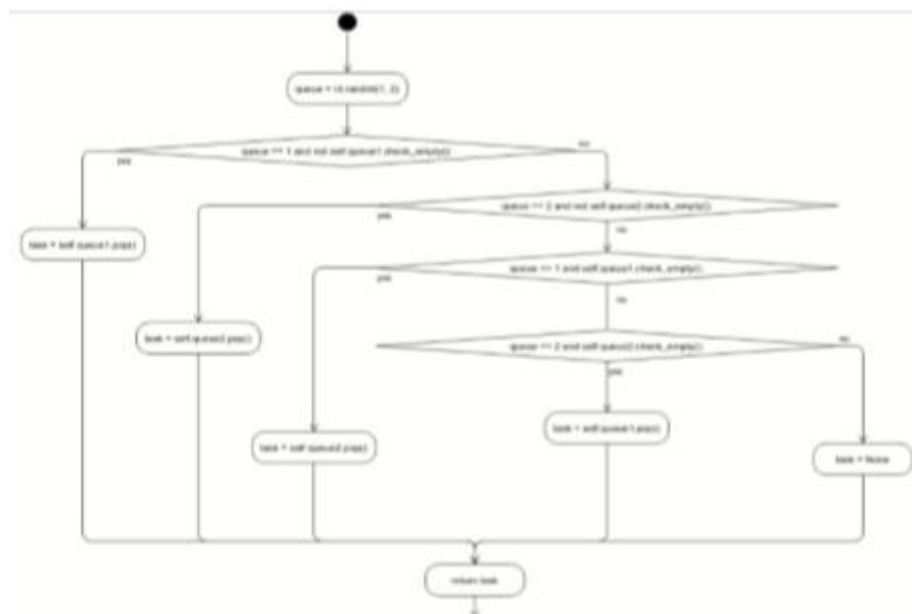 queue = rd.randint(1, 2)
queue == 1 and not self.queue1.check_empty()
yes
no
queue == 2 and not self.queue2.check_empty()
yes
no
task = self.queue1.pop()
queue == 1 and self.queue1.check_empty()
yes
no
task = self.queue2.pop()
queue == 2 and self.queue2.check_empty()
no
yes
task = self.queue1.pop()
task = self.queue2.pop()
task = None
return task